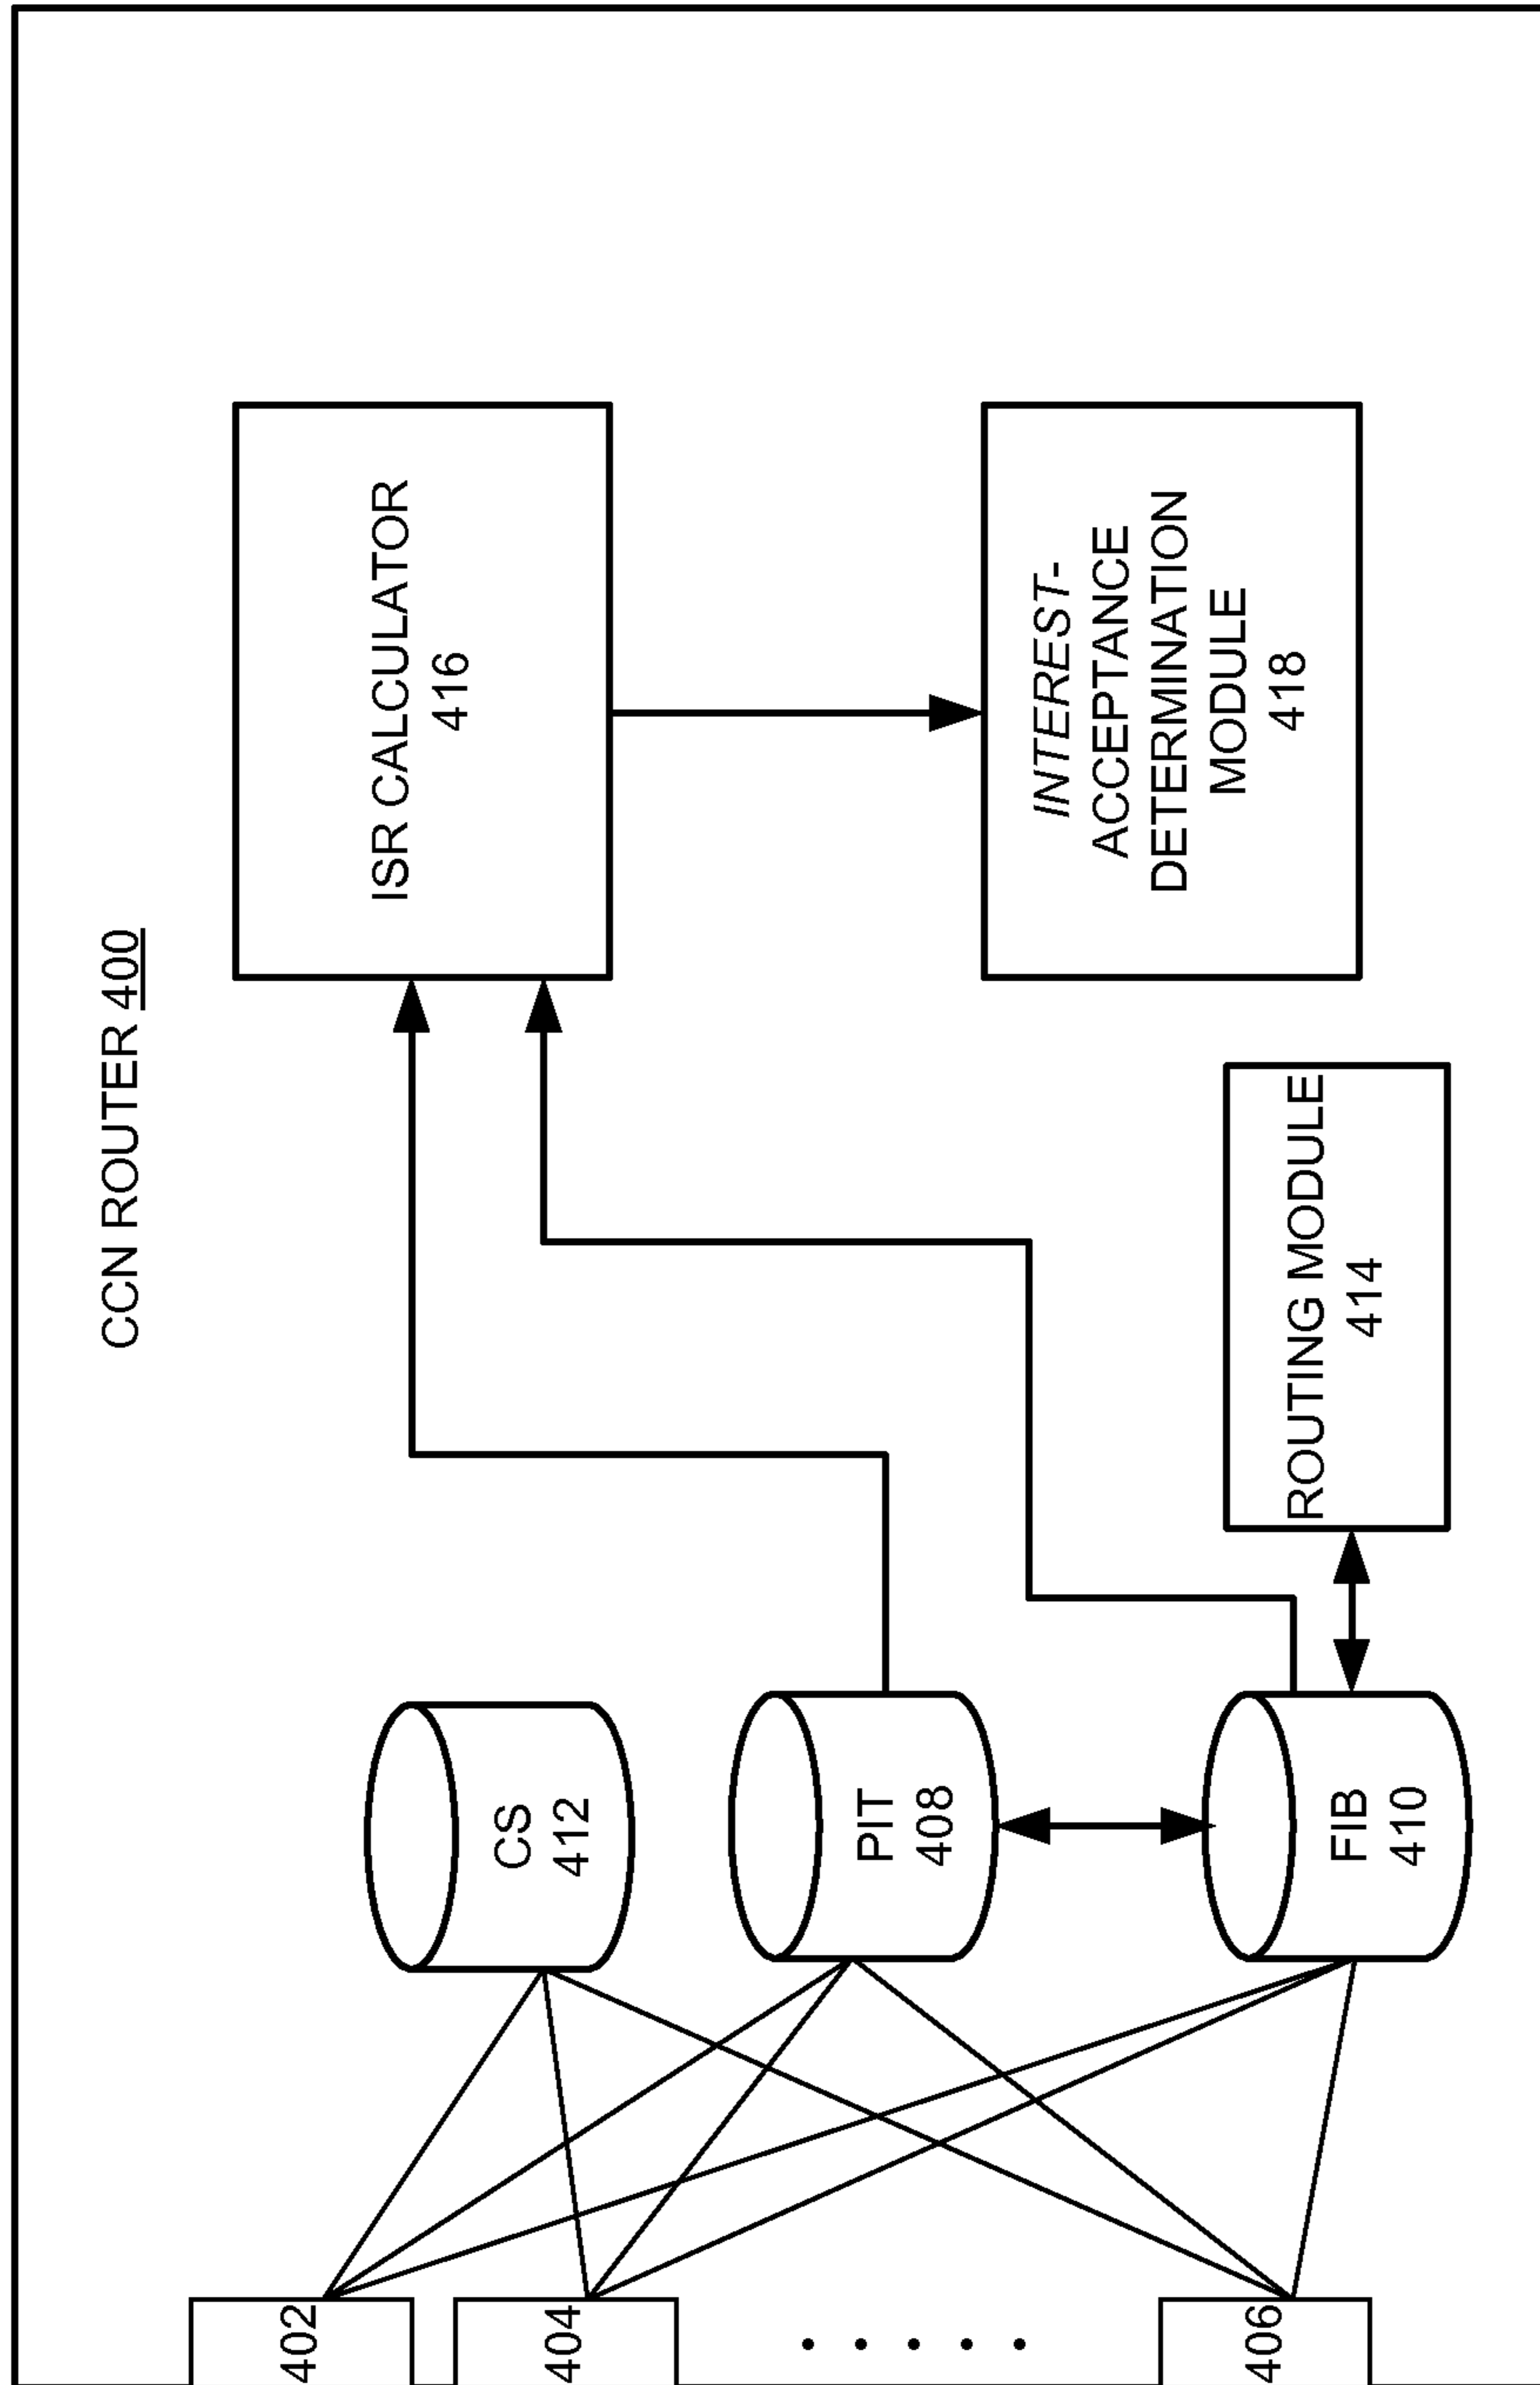 CCN ROUTER 400
402
404
406
CS
412
PIT
408
FIB
410
ROUTING MODULE
414
ISR CALCULATOR
416
INTEREST-
ACCEPTANCE
DETERMINATION
MODULE
418